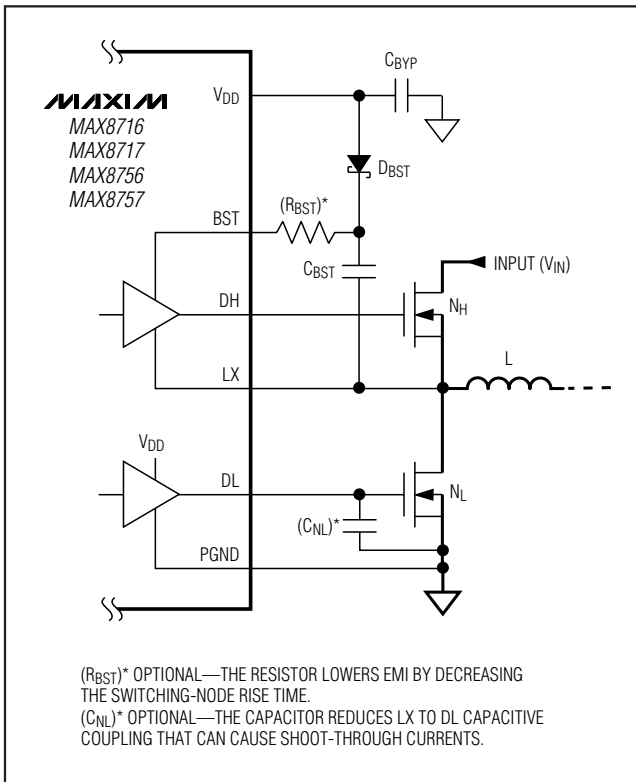 MAXIM
MAX8716
MAX8717
MAX8756
MAX8757
VDD
CBYP
DBST
(RBST)*
BST
CBST
INPUT (VIN)
DH
NH
L
LX
VDD
DL
NL
(CNL)*
PGND
(RBST)* OPTIONAL—THE RESISTOR LOWERS EMI BY DECREASING
THE SWITCHING-NODE RISE TIME.
(CNL)* OPTIONAL—THE CAPACITOR REDUCES LX TO DL CAPACITIVE
COUPLING THAT CAN CAUSE SHOOT-THROUGH CURRENTS.